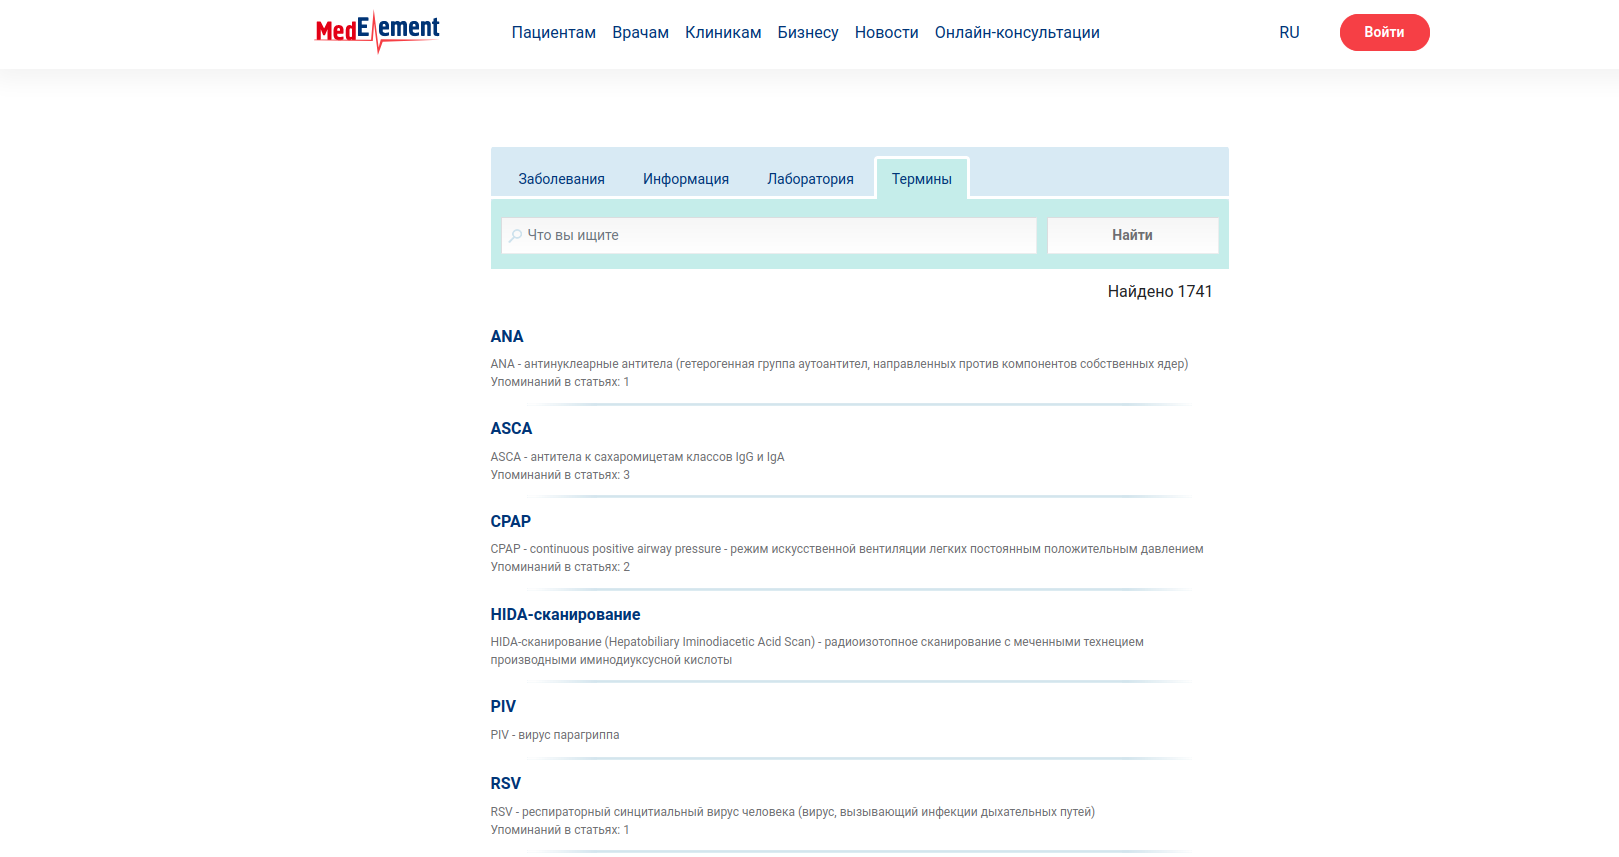 MedElement
Пациентам Врачам Клиникам Бизнесу Новости Онлайн-консультации
RU
Войти
Заболевания Информация Лаборатория Термины
Что вы ищите
Найти
Найдено 1741
ANA
ANA - антинуклеарные антитела (гетерогенная группа аутоантител, направленных против компонентов собственных ядер)
Упоминаний в статьях: 1
ASCA
ASCA - антитела к сахаромицетам классов IgG и IgA
Упоминаний в статьях: 3
CPAP
CPAP - continuous positive airway pressure - режим искусственной вентиляции легких постоянным положительным давлением
Упоминаний в статьях: 2
HIDA-сканирование
HIDA-сканирование (Hepatobiliary Iminodiacetic Acid Scan) - радиоизотопное сканирование с меченными технецием
производными иминодиуксусной кислоты
PIV
PIV - вирус парагриппа
RSV
RSV - респираторный синцитиальный вирус человека (вирус, вызывающий инфекции дыхательных путей)
Упоминаний в статьях: 1